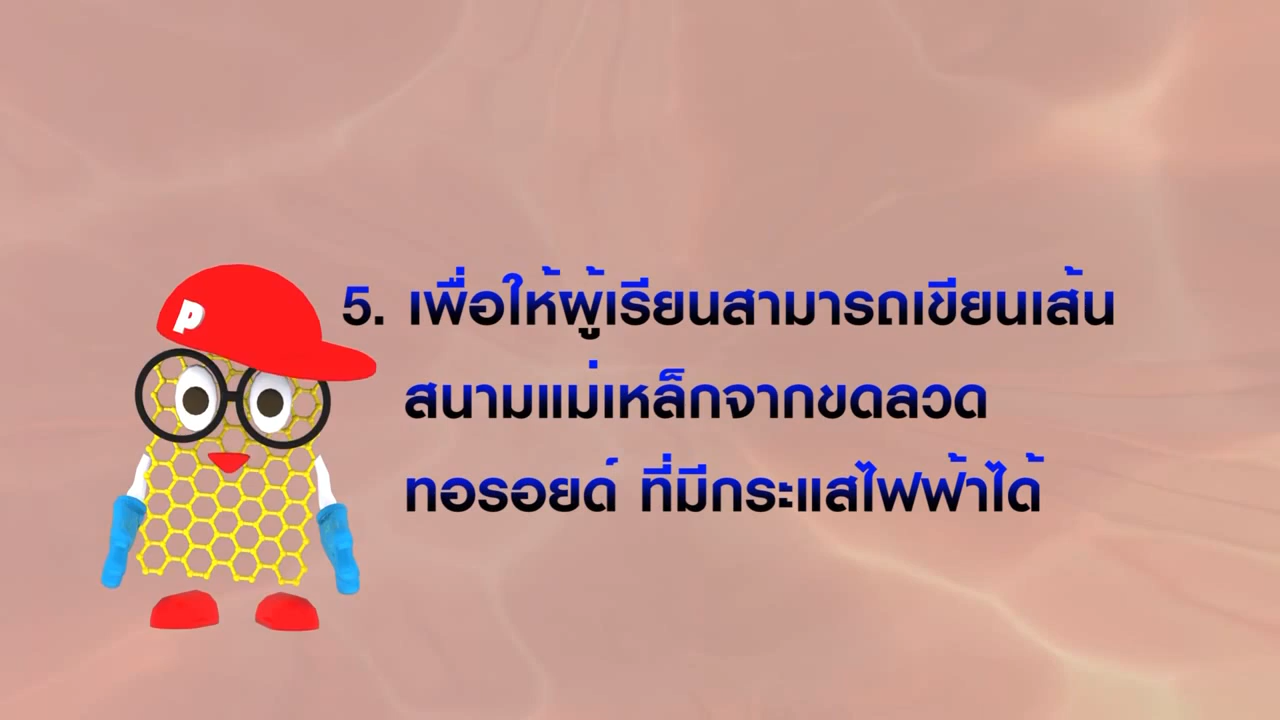 P
5. เพื่อให้ผู้เรียนสามารถเขียนเส้น
สนามแม่เหล็กจากขดลวด
ทอรอยด์ ที่มีกระแสไฟฟ้าได้